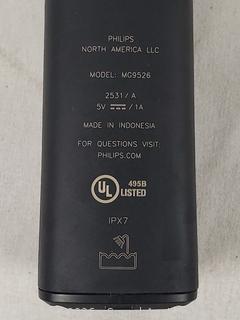 PHILIPS
NORTH AMERICA LLC
MODEL: MG9526
2531 / A
5V ⎓ / 1A
MADE IN INDONESIA
FOR QUESTIONS VISIT:
PHILIPS.COM
UL 495B
LISTED
IPX7